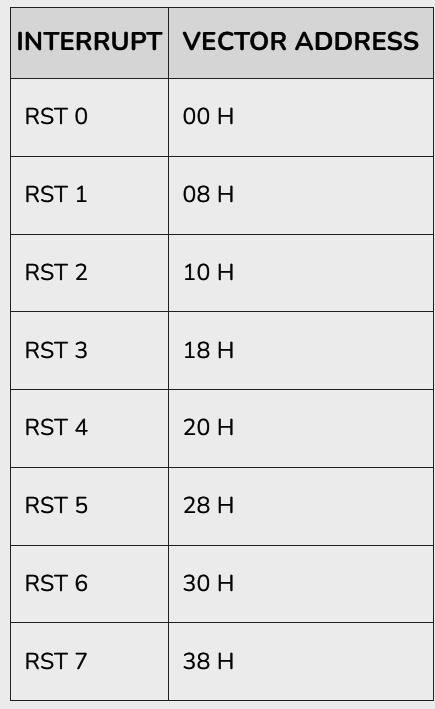 INTERRUPT VECTOR ADDRESS
RST 0 00 H
RST 1 08 H
RST 2 10 H
RST 3 18 H
RST 4 20 H
RST 5 28 H
RST 6 30 H
RST 7 38 H